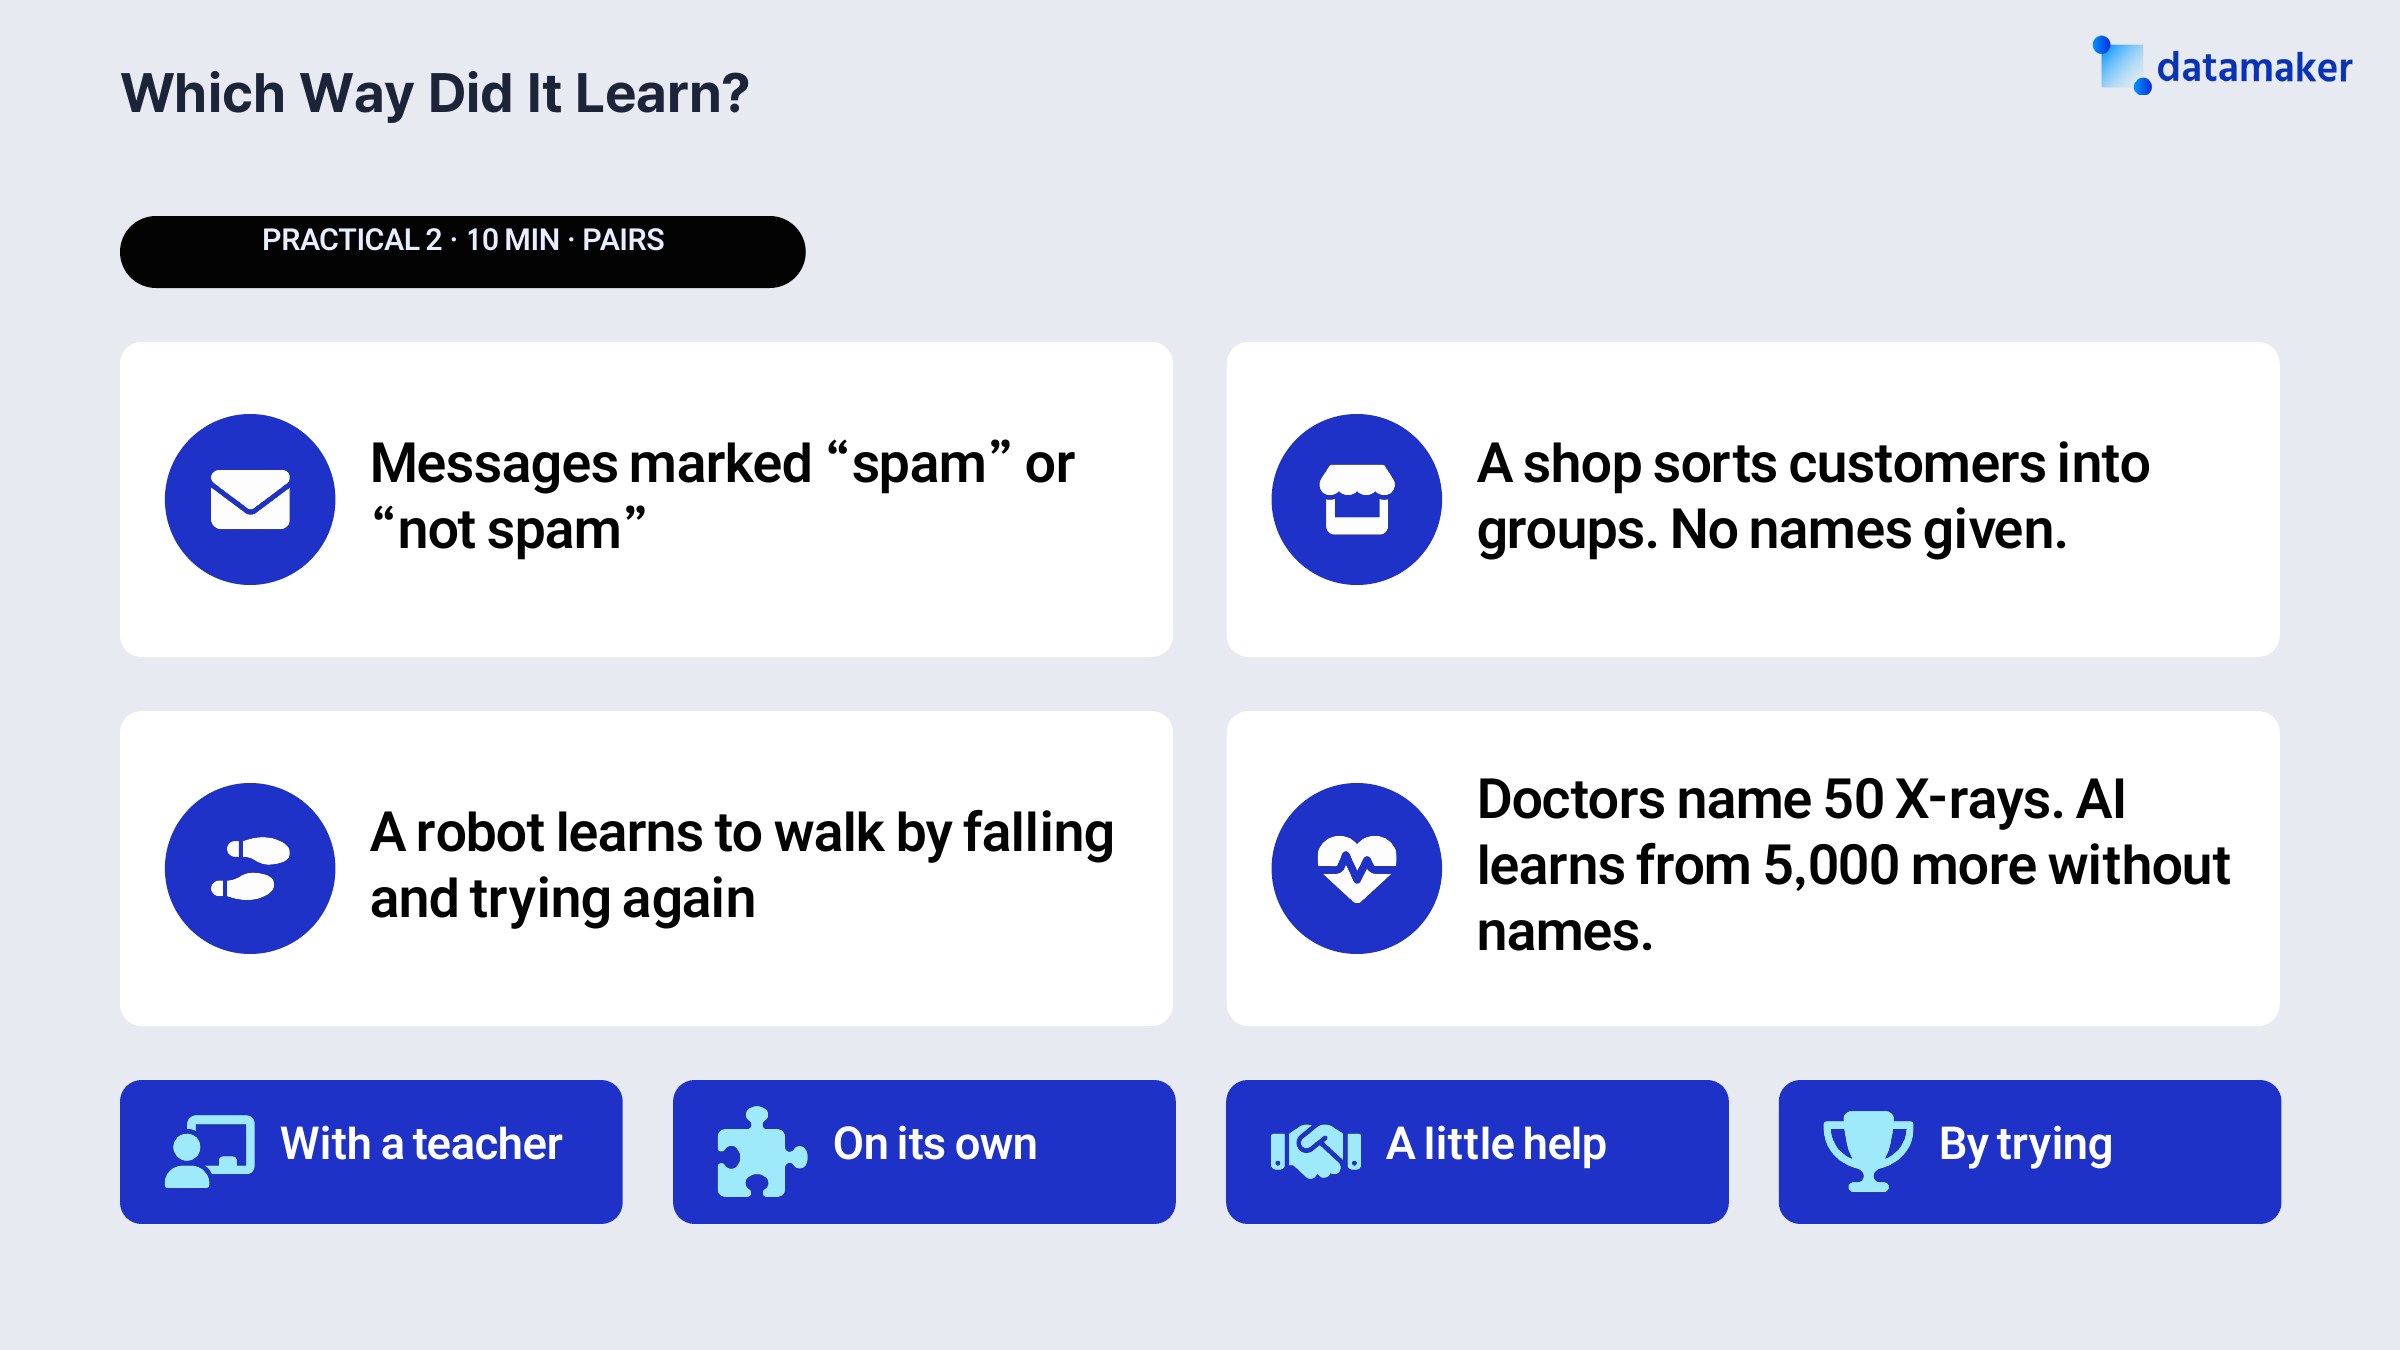 Which Way Did It Learn?
datamaker
PRACTICAL 2 · 10 MIN · PAIRS
Messages marked “spam” or
“not spam”
A shop sorts customers into
groups. No names given.
A robot learns to walk by falling
and trying again
Doctors name 50 X-rays. AI
learns from 5,000 more without
names.
With a teacher
On its own
A little help
By trying